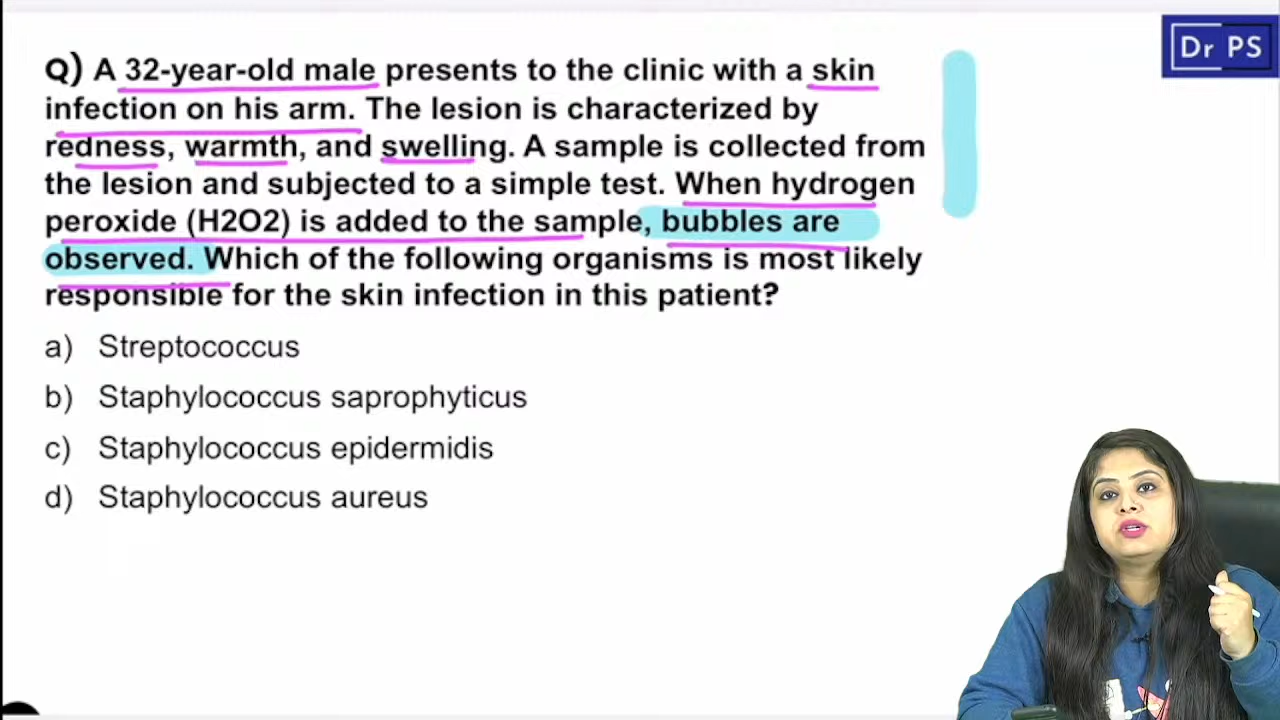 Dr PS
Q) A 32-year-old male presents to the clinic with a skin
infection on his arm. The lesion is characterized by
redness, warmth, and swelling. A sample is collected from
the lesion and subjected to a simple test. When hydrogen
peroxide (H2O2) is added to the sample, bubbles are
observed. Which of the following organisms is most likely
responsible for the skin infection in this patient?
a) Streptococcus
b) Staphylococcus saprophyticus
c) Staphylococcus epidermidis
d) Staphylococcus aureus